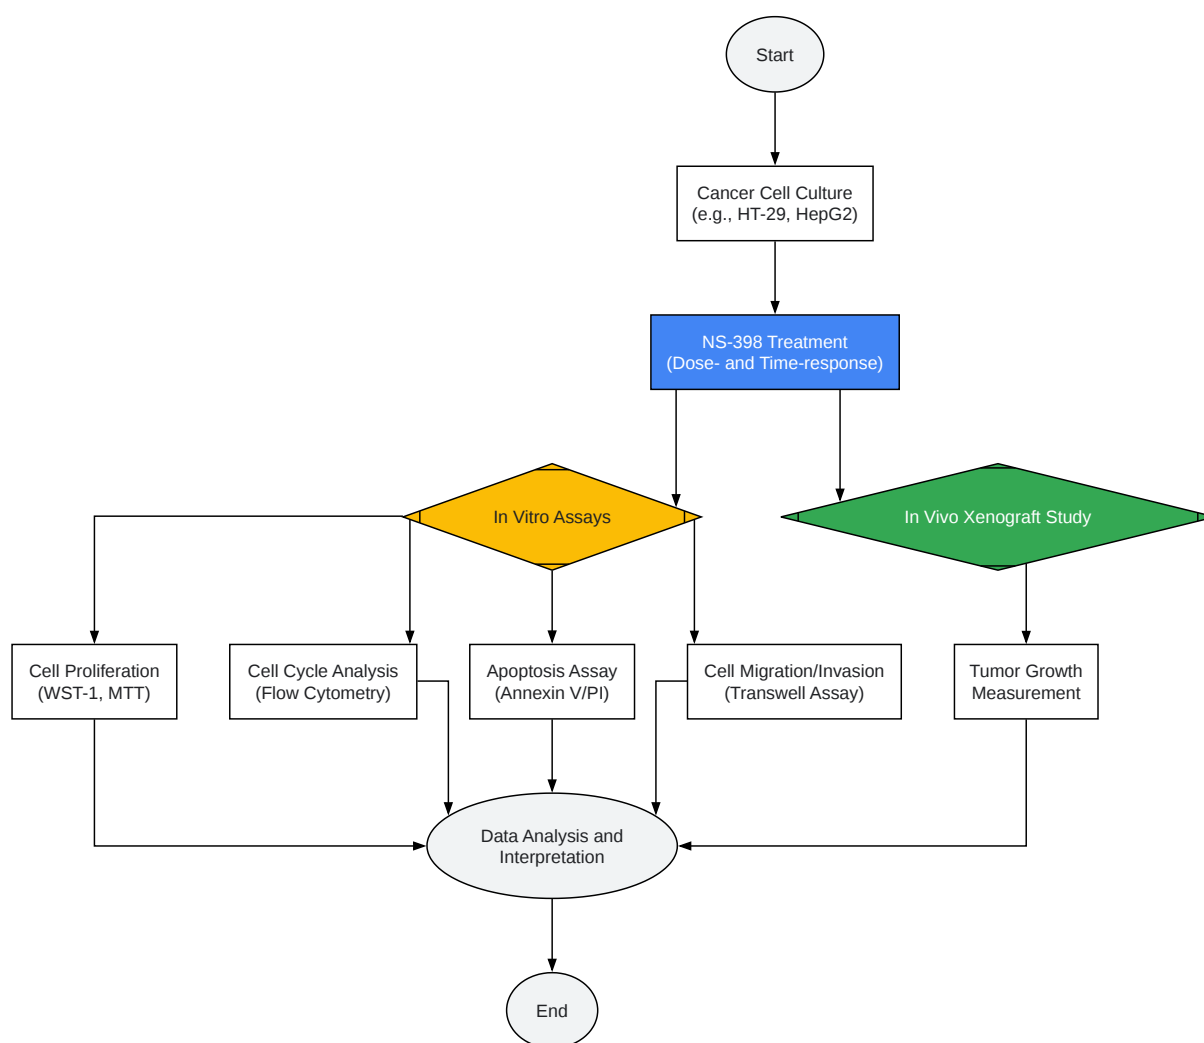 Start
Cancer Cell Culture
(e.g., HT-29, HepG2)
NS-398 Treatment
(Dose- and Time-response)
In Vitro Assays
In Vivo Xenograft Study
Cell Proliferation
(WST-1, MTT)
Cell Cycle Analysis
(Flow Cytometry)
Apoptosis Assay
(Annexin V/PI)
Cell Migration/Invasion
(Transwell Assay)
Tumor Growth
Measurement
Data Analysis and
Interpretation
End